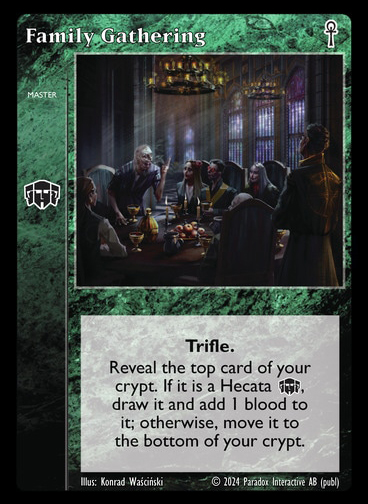 Family Gathering
MASTER
Trifle.
Reveal the top card of your
crypt. If it is a Hecata ,
draw it and add 1 blood to
it; otherwise, move it to
the bottom of your crypt.
Illus: Konrad Waściński © 2024 Paradox Interactive AB (publ)